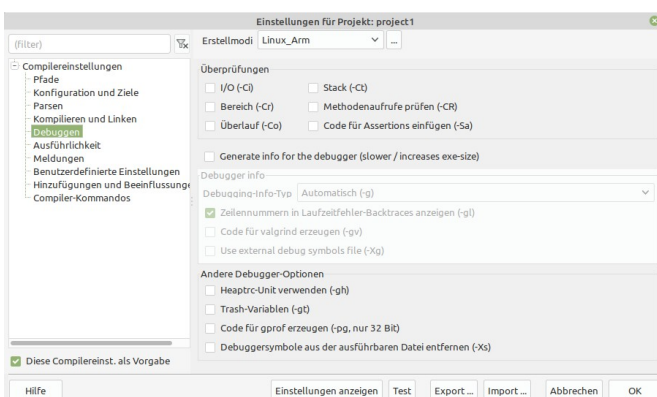 Einstellungen für Projekt: project1
(filter)
Erstellmodi Linux_Arm ...
Compilereinstellungen
Pfade
Konfiguration und Ziele
Parsen
Kompilieren und Linken
Debuggen
Ausführlichkeit
Meldungen
Benutzerdefinierte Einstellungen
Hinzufügungen und Beeinflussunge
Compiler-Kommandos
Diese Compilereinst. als Vorgabe
Überprüfungen
I/O (-Ci) Stack (-Ct)
Bereich (-Cr) Methodenaufrufe prüfen (-CR)
Überlauf (-Co) Code für Assertions einfügen (-Sa)
Generate info for the debugger (slower / increases exe-size)
Debugger info
Debugging-Info-Typ Automatisch (-g)
Zeilennummern in Laufzeitfehler-Backtraces anzeigen (-gl)
Code für valgrind erzeugen (-gv)
Use external debug symbols file (-Xg)
Andere Debugger-Optionen
Heaptrc-Unit verwenden (-gh)
Trash-Variablen (-gt)
Code für gprof erzeugen (-pg, nur 32 Bit)
Debuggersymbole aus der ausführbaren Datei entfernen (-Xs)
Hilfe Einstellungen anzeigen Test Export ... Import ... Abbrechen OK